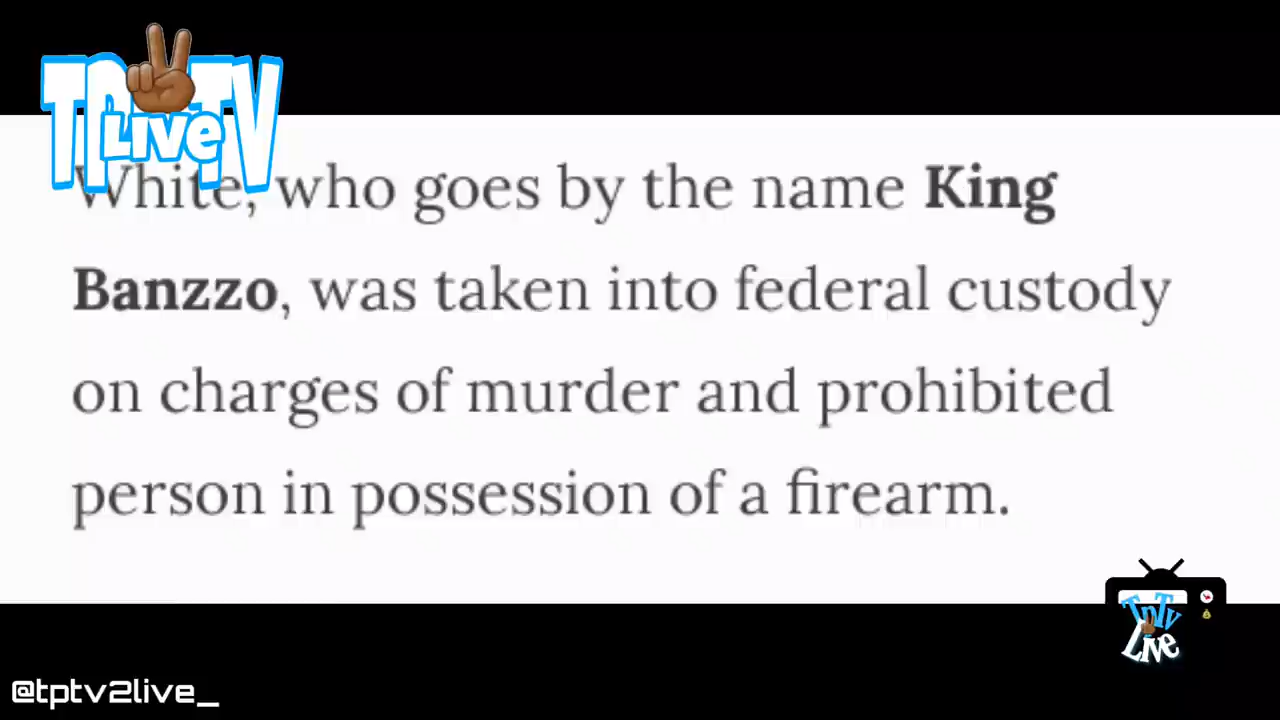 TPTV
LIVE
White, who goes by the name King
Banzzo, was taken into federal custody
on charges of murder and prohibited
person in possession of a firearm.
TpTv
LIVE
@tptv2live_